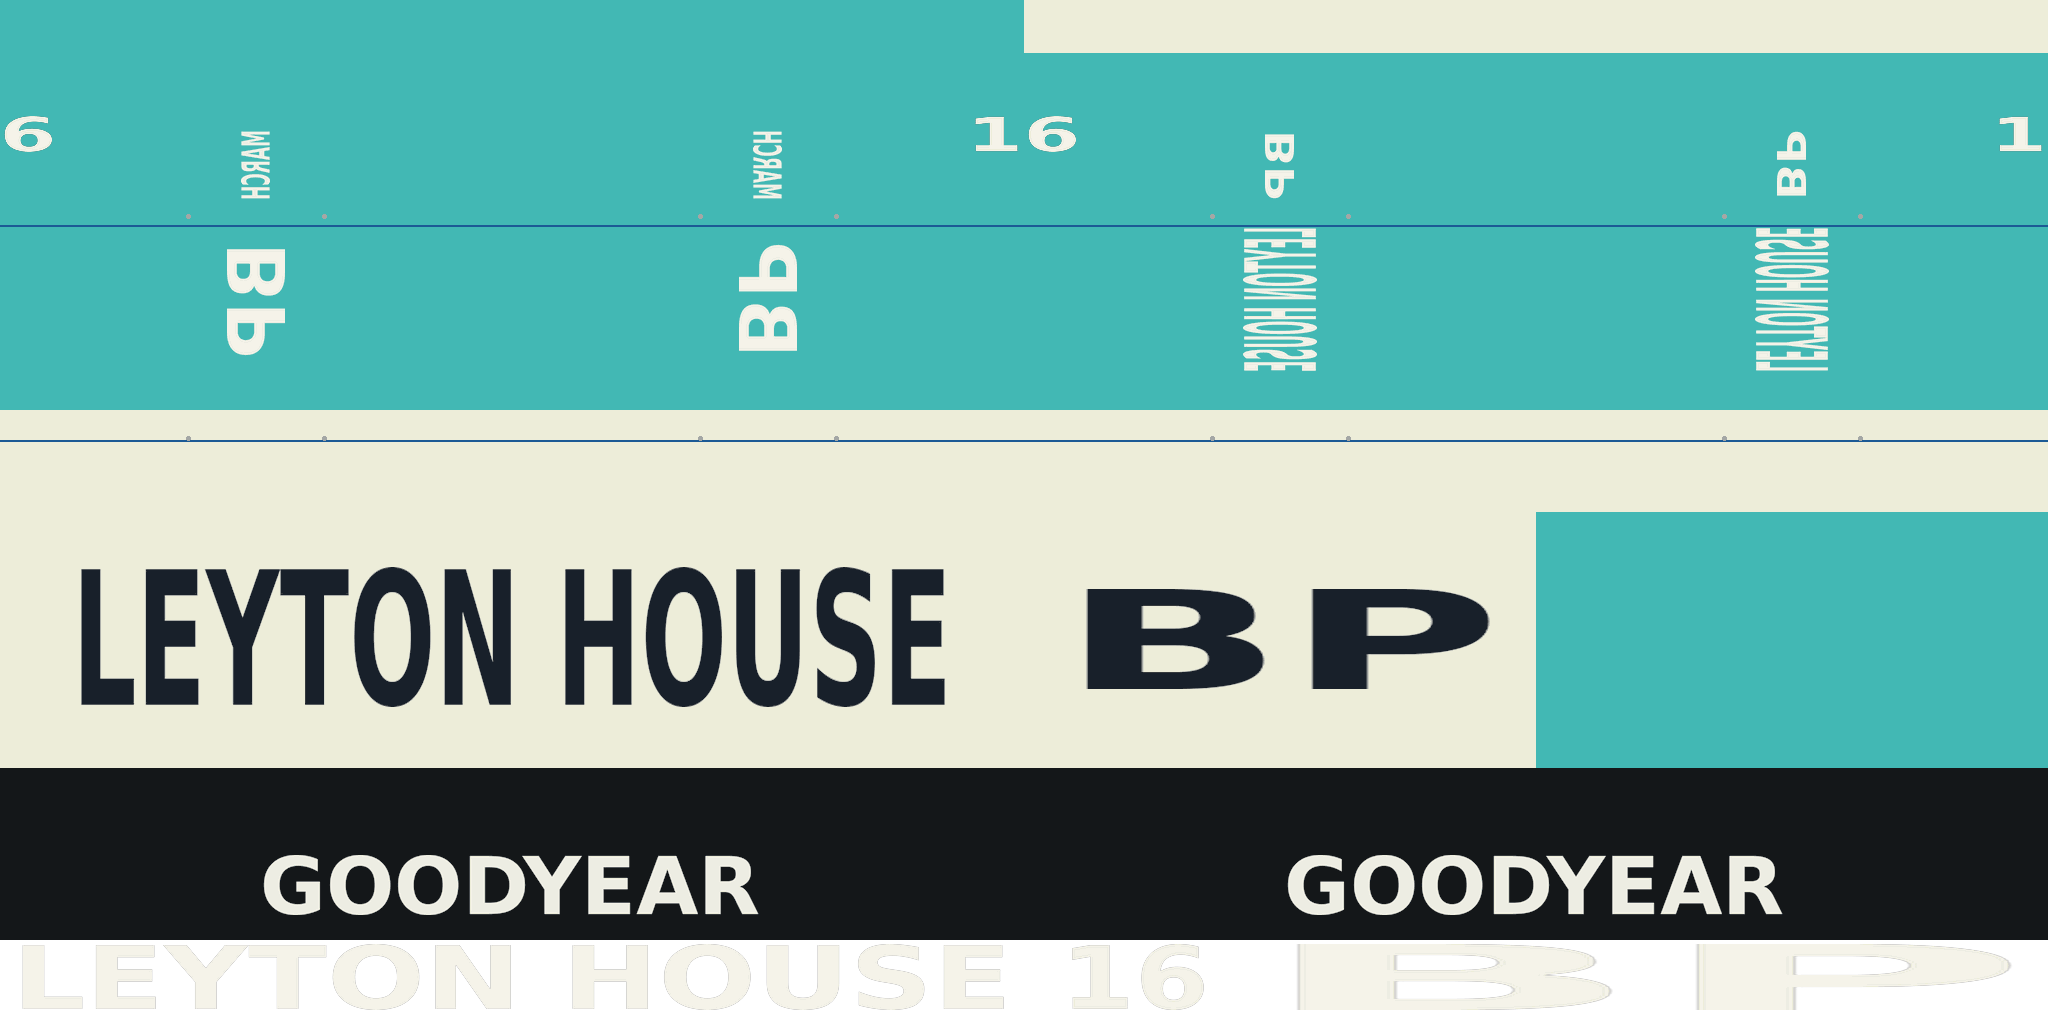 6
MARCH
MARCH
16
BP
BP
1
BP
BP
LEYTON HOUSE
LEYTON HOUSE
LEYTON HOUSE
BP
GOODYEAR
GOODYEAR
LEYTON HOUSE 16
BP